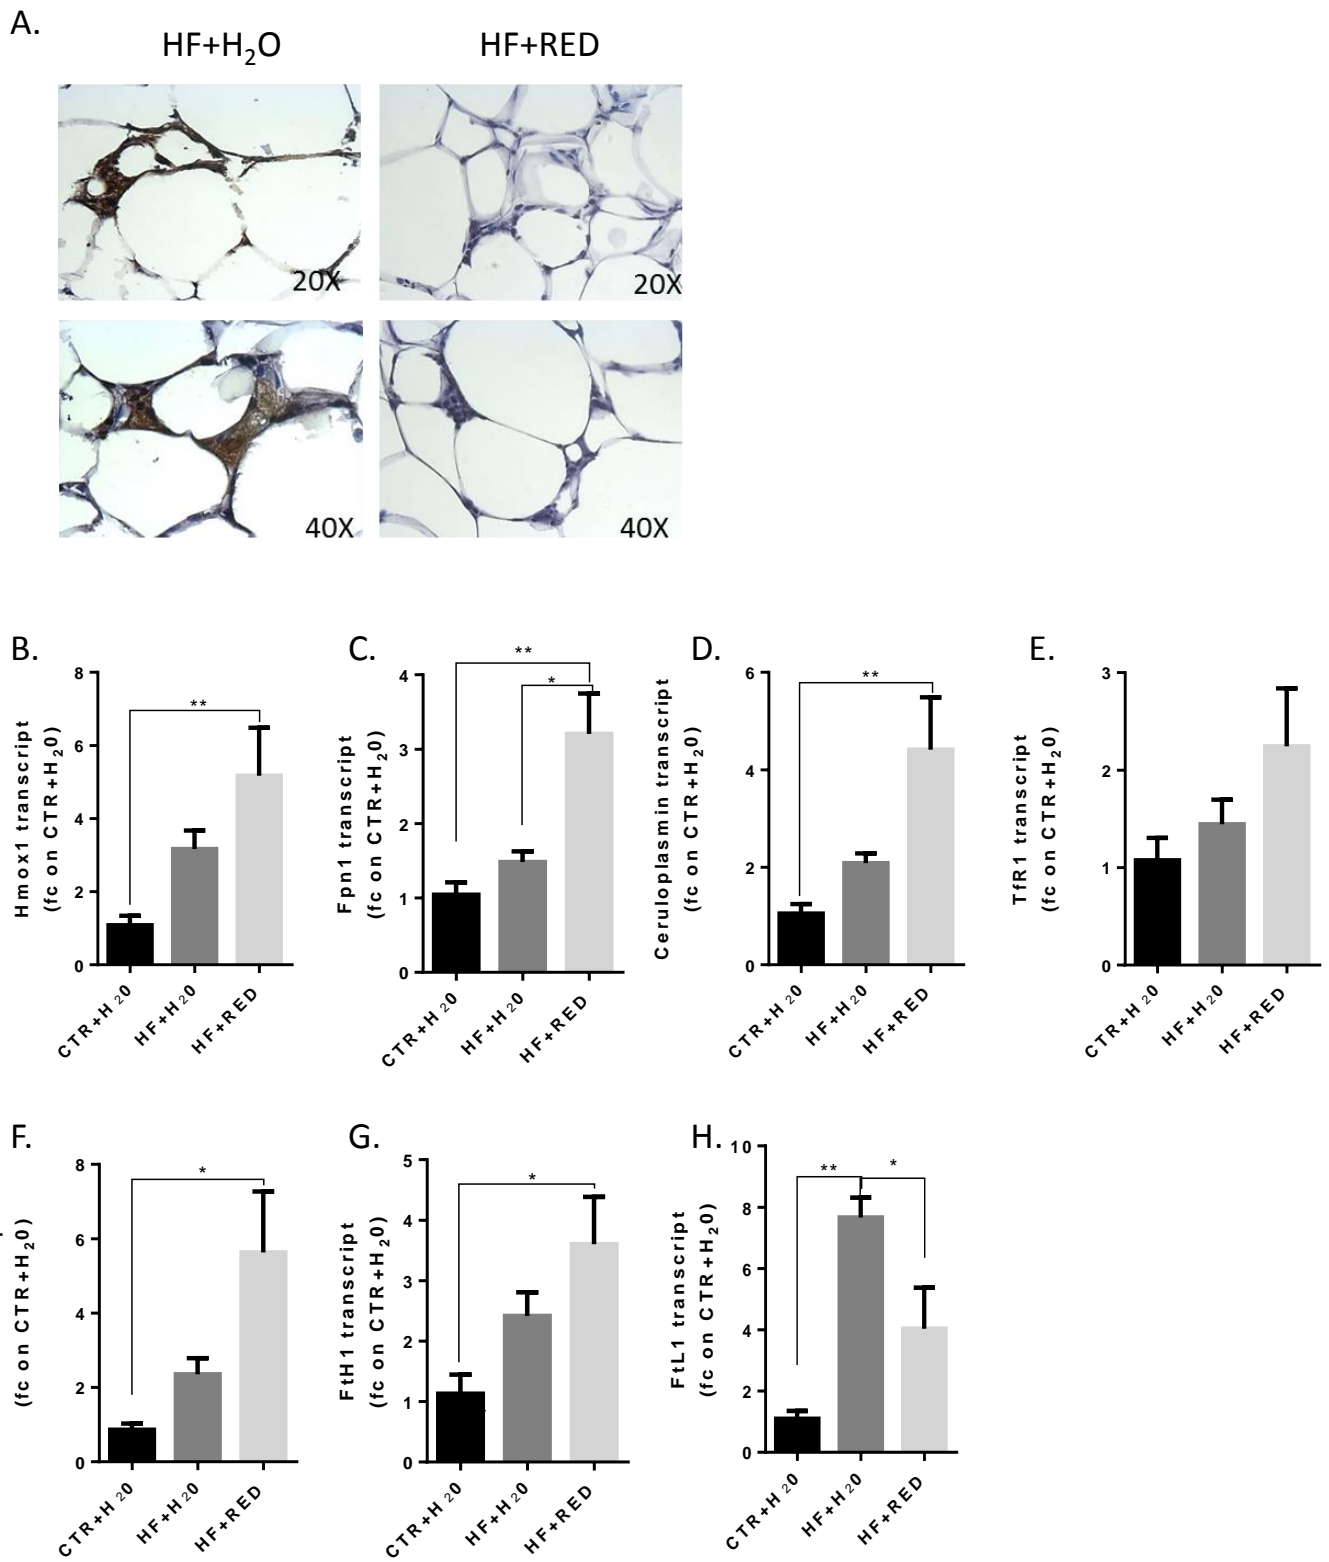 A.
HF+H₂O HF+RED
20X 20X
40X 40X
B. C. D. E.
Hmox1 transcript
(fc on CTR+H₂0)
8
6
4
2
0
**
CTR+H₂0
HF+H₂0
HF+RED
Fpn1 transcript
(fc on CTR+H₂0)
4
3
2
1
0
**
*
CTR+H₂0
HF+H₂0
HF+RED
Ceruloplasmin transcript
(fc on CTR+H₂0)
6
4
2
0
**
CTR+H₂0
HF+H₂0
HF+RED
TfR1 transcript
(fc on CTR+H₂0)
3
2
1
0
CTR+H₂0
HF+H₂0
HF+RED
F. G. H.
(fc on CTR+H₂0)
8
6
4
2
0
*
CTR+H₂0
HF+H₂0
HF+RED
FtH1 transcript
(fc on CTR+H₂0)
5
4
3
2
1
0
*
CTR+H₂0
HF+H₂0
HF+RED
FtL1 transcript
(fc on CTR+H₂0)
10
8
6
4
2
0
**
*
CTR+H₂0
HF+H₂0
HF+RED